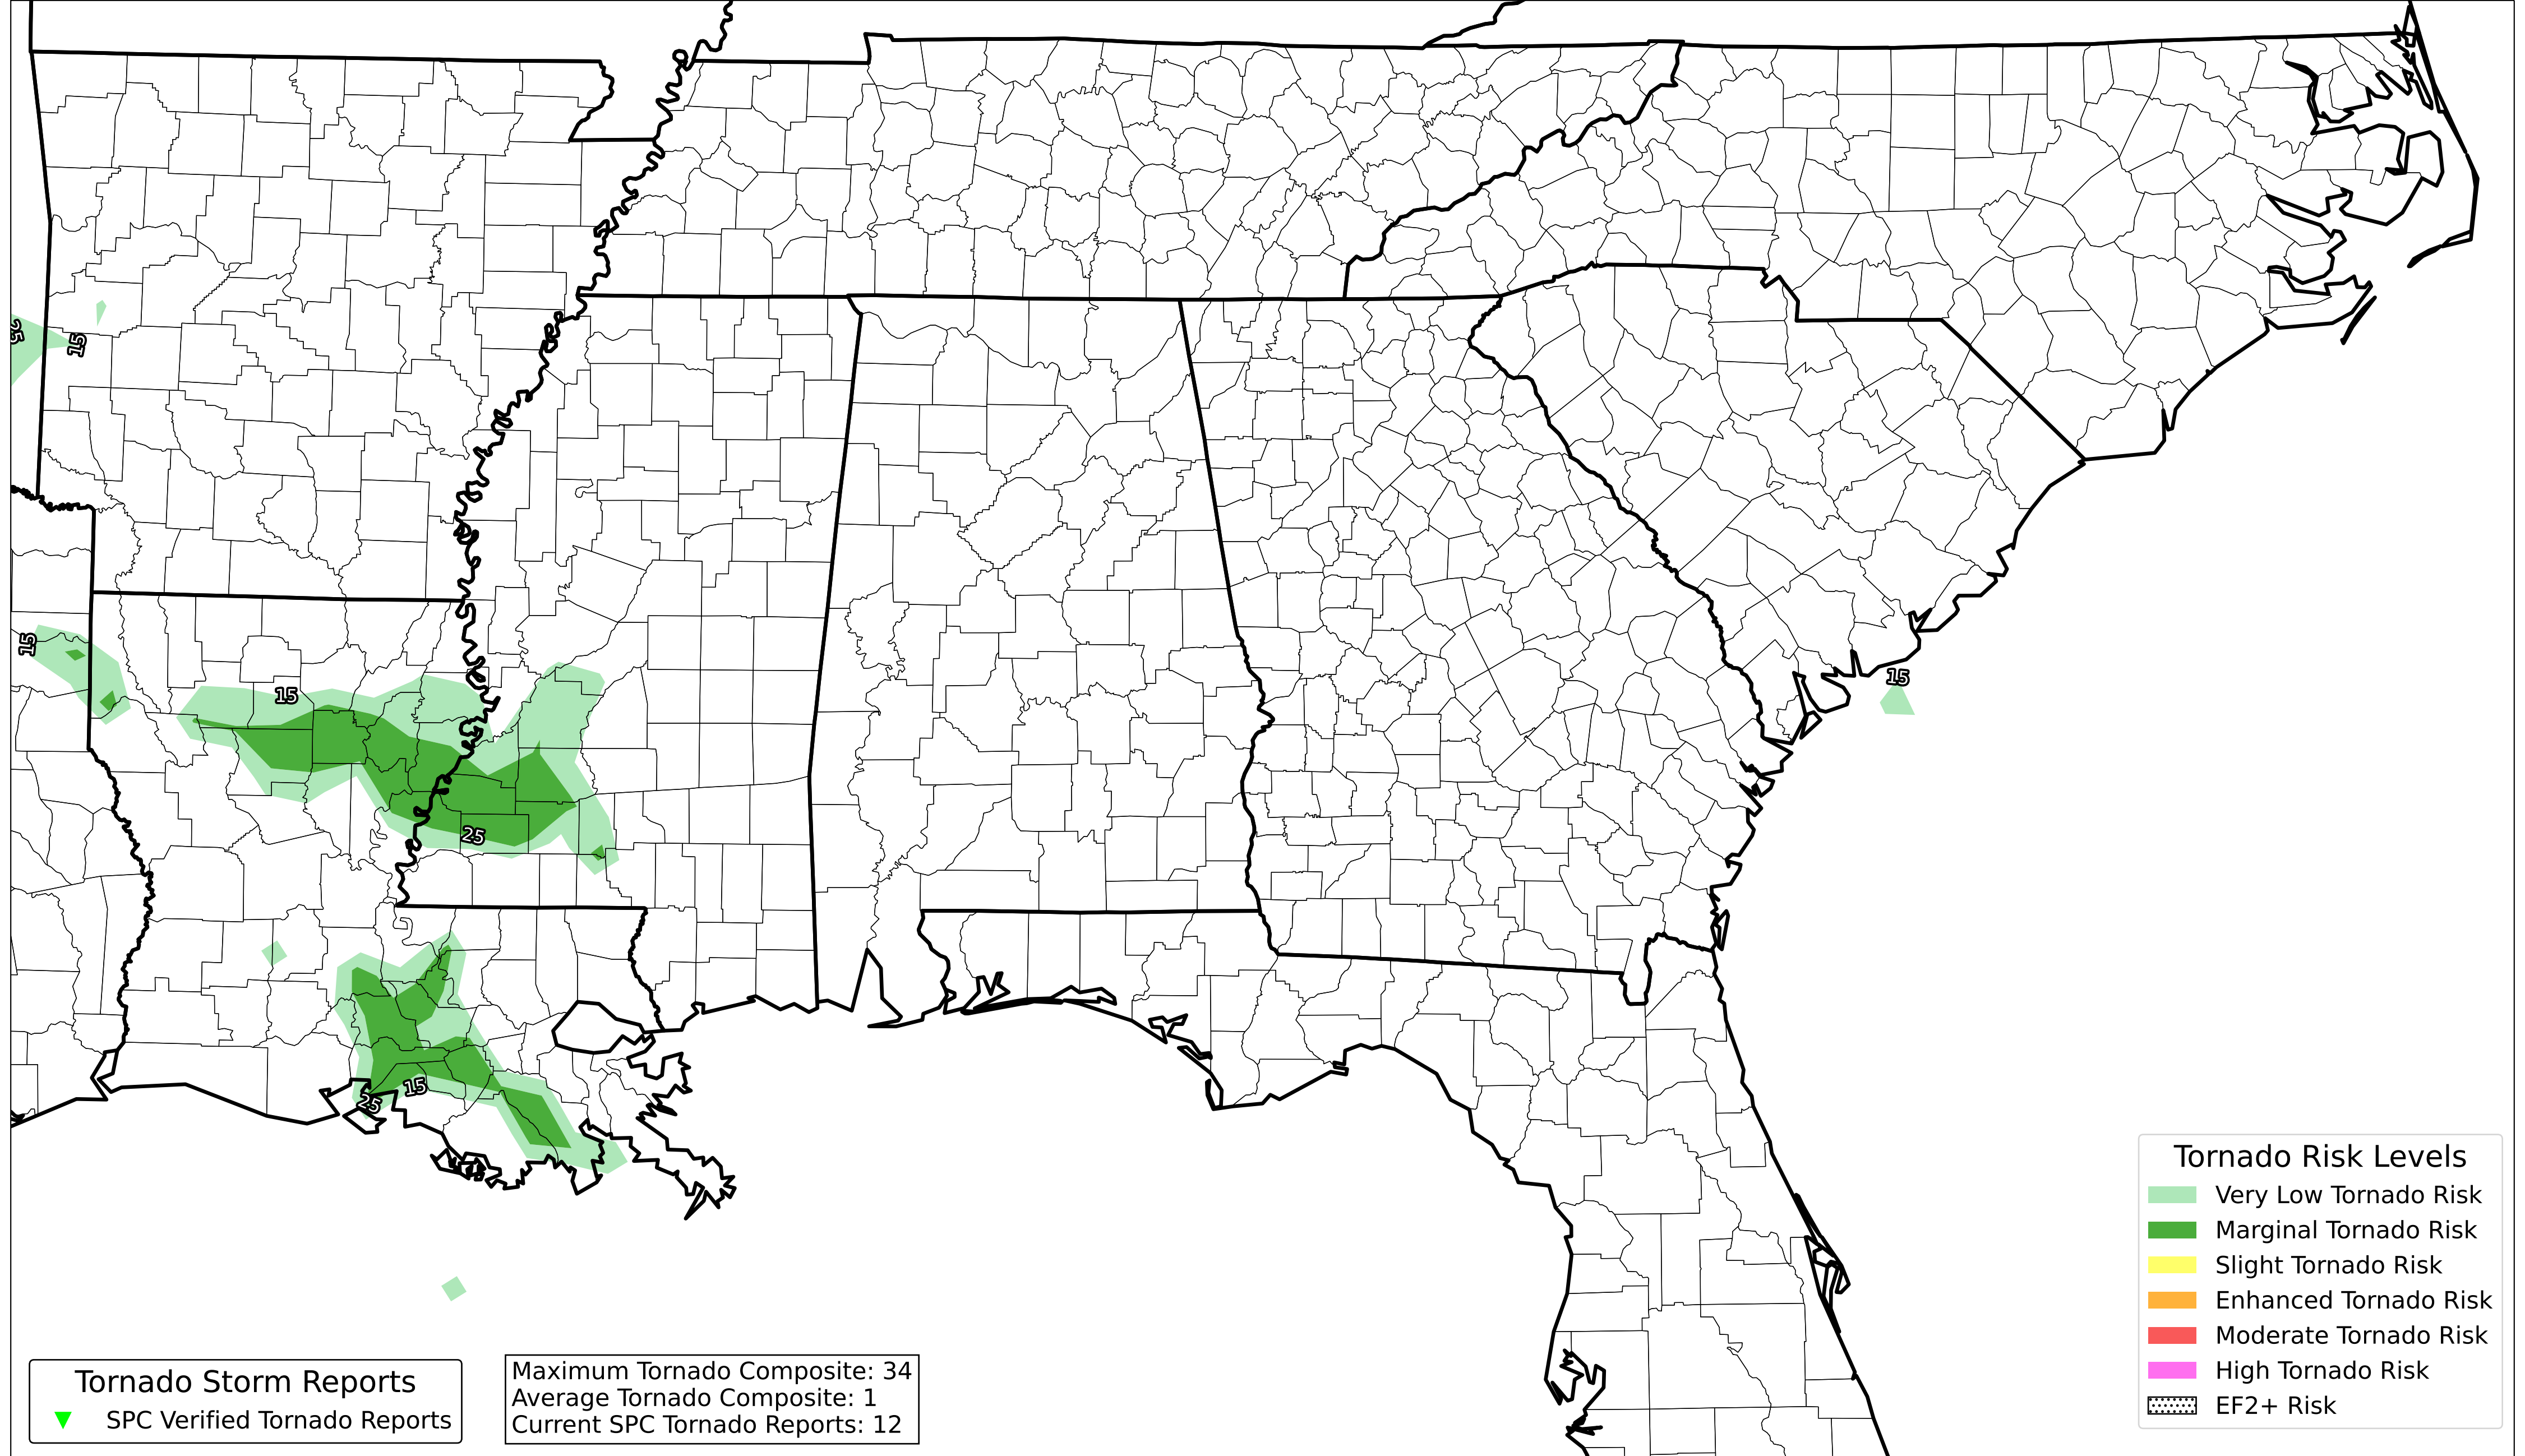 35
15
15
15
15
25
15
25
Tornado Risk Levels
Very Low Tornado Risk
Marginal Tornado Risk
Slight Tornado Risk
Enhanced Tornado Risk
Moderate Tornado Risk
High Tornado Risk
EF2+ Risk
Tornado Storm Reports
SPC Verified Tornado Reports
Maximum Tornado Composite: 34
Average Tornado Composite: 1
Current SPC Tornado Reports: 12